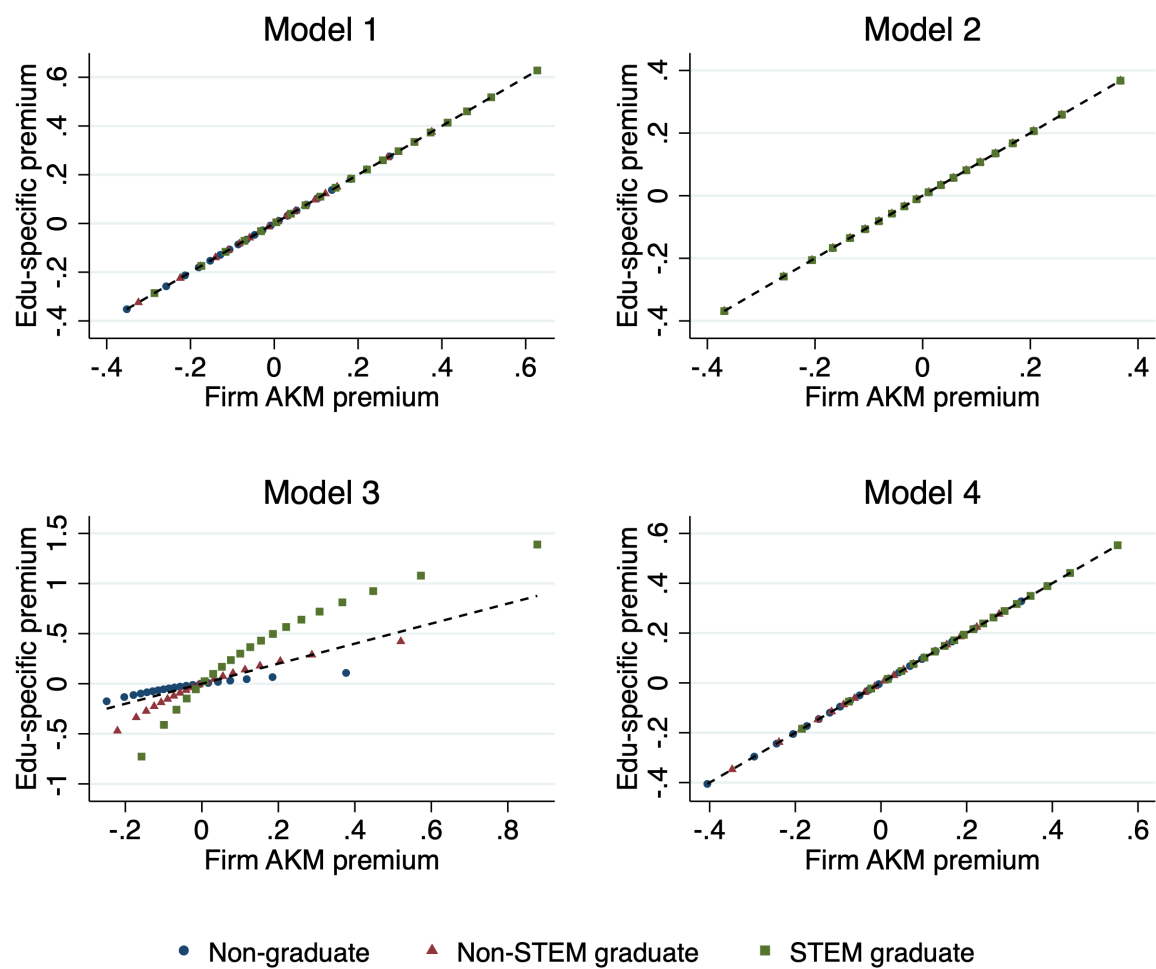 Model 1
Edu-specific premium
.6
.4
.2
0
-.2
-.4
-.4 -.2 0 .2 .4 .6
Firm AKM premium
Model 2
Edu-specific premium
.4
.2
0
-.2
-.4
-.4 -.2 0 .2 .4
Firm AKM premium
Model 3
Edu-specific premium
1.5
1
.5
0
-.5
-1
-.2 0 .2 .4 .6 .8
Firm AKM premium
Model 4
Edu-specific premium
.6
.4
.2
0
-.2
-.4
-.4 -.2 0 .2 .4 .6
Firm AKM premium
Non-graduate Non-STEM graduate STEM graduate